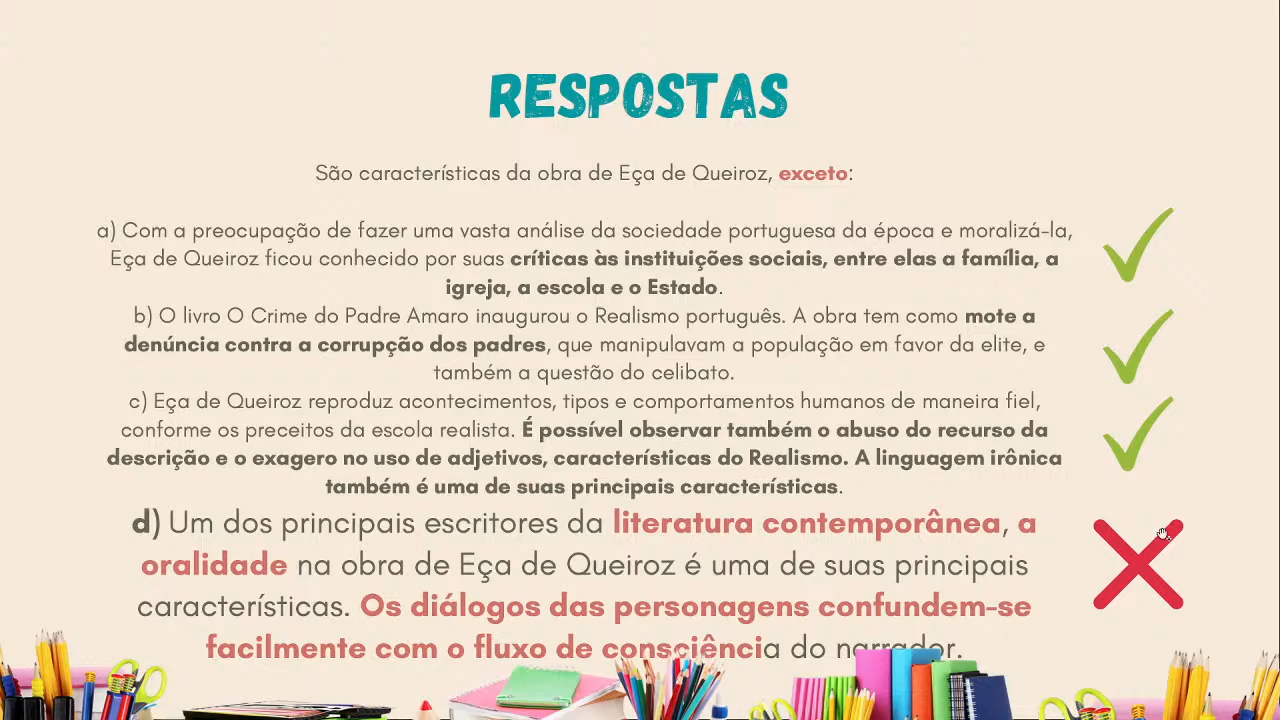 RESPOSTAS
São características da obra de Eça de Queiroz, exceto:
a) Com a preocupação de fazer uma vasta análise da sociedade portuguesa da época e moralizá-la,
Eça de Queiroz ficou conhecido por suas críticas às instituições sociais, entre elas a família, a
igreja, a escola e o Estado.
b) O livro O Crime do Padre Amaro inaugurou o Realismo português. A obra tem como mote a
denúncia contra a corrupção dos padres, que manipulavam a população em favor da elite, e
também a questão do celibato.
c) Eça de Queiroz reproduz acontecimentos, tipos e comportamentos humanos de maneira fiel,
conforme os preceitos da escola realista. É possível observar também o abuso do recurso da
descrição e o exagero no uso de adjetivos, características do Realismo. A linguagem irônica
também é uma de suas principais características.
d) Um dos principais escritores da literatura contemporânea, a
oralidade na obra de Eça de Queiroz é uma de suas principais
características. Os diálogos das personagens confundem-se
facilmente com o fluxo de consciência do narrador.